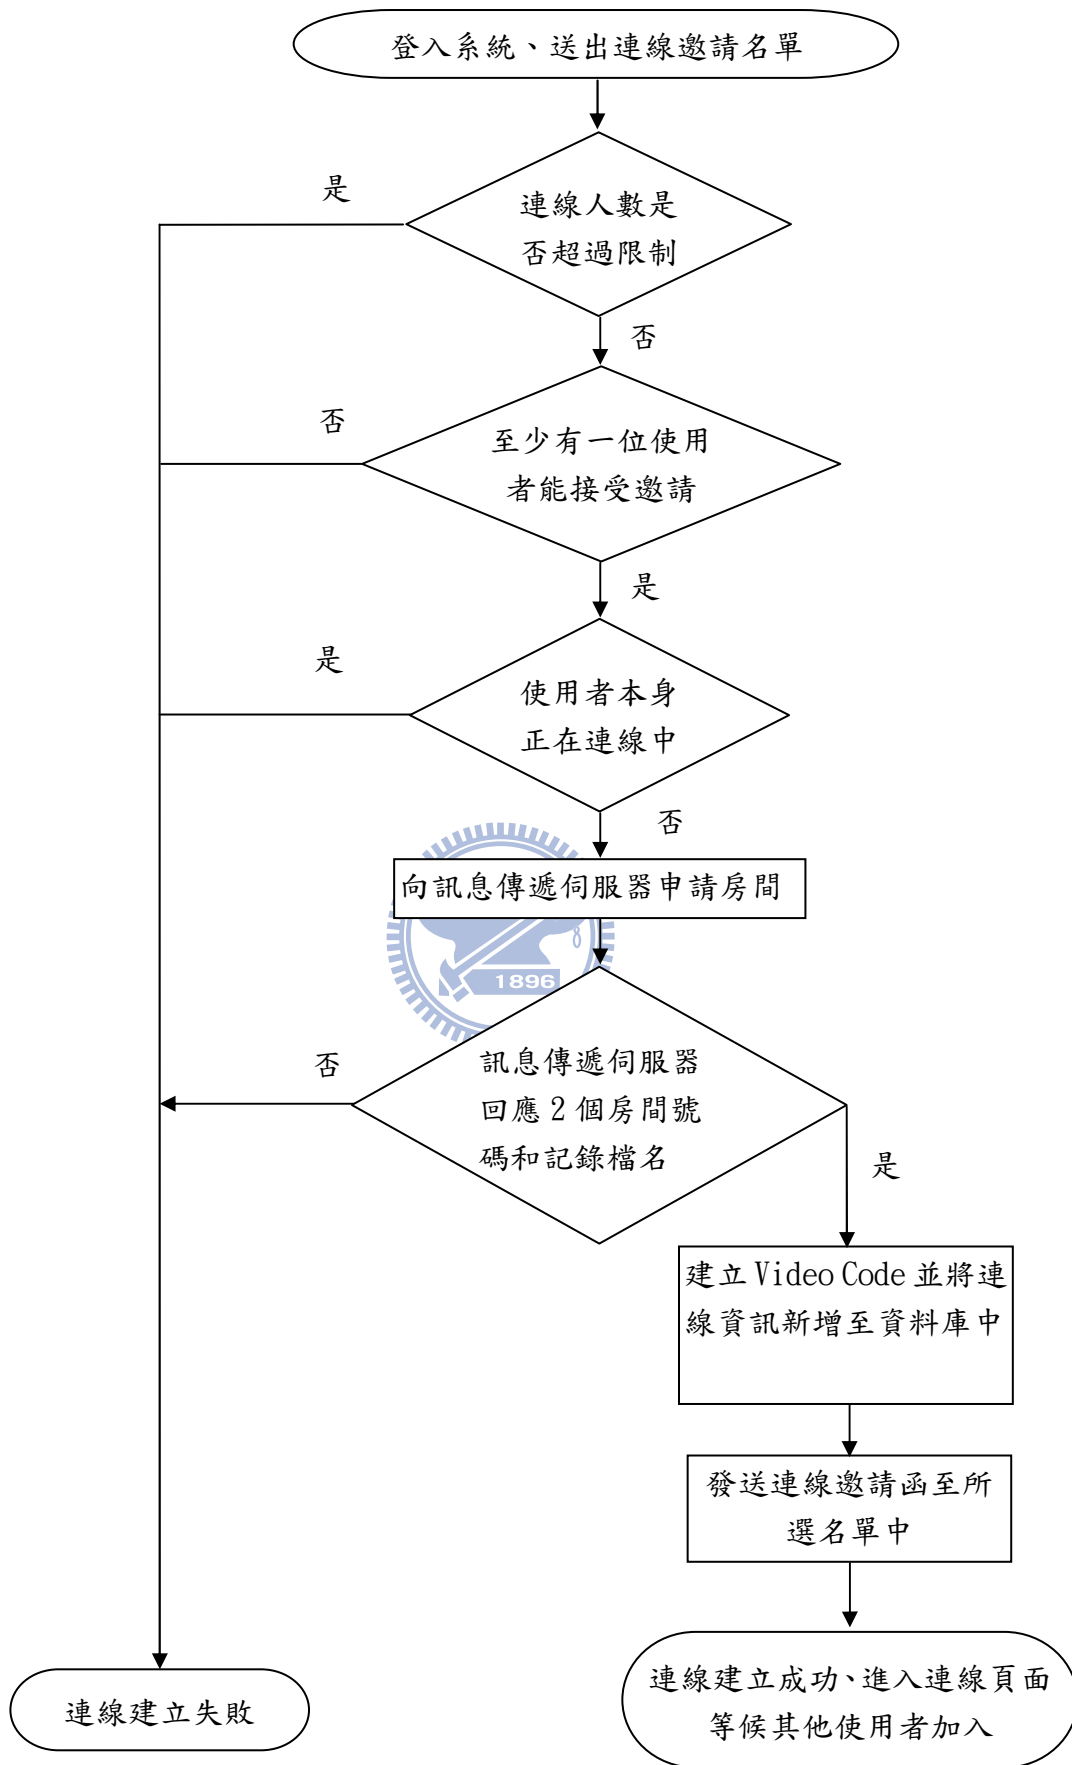 登入系統、送出連線邀請名單
是
連線人數是
否超過限制
否
否
至少有一位使用
者能接受邀請
是
是
使用者本身
正在連線中
否
向訊息傳遞伺服器申請房間
8
1896
否
訊息傳遞伺服器
回應 2 個房間號
碼和記錄檔名
是
建立 Video Code 並將連
線資訊新增至資料庫中
發送連線邀請函至所
選名單中
連線建立失敗
連線建立成功、進入連線頁面
等候其他使用者加入